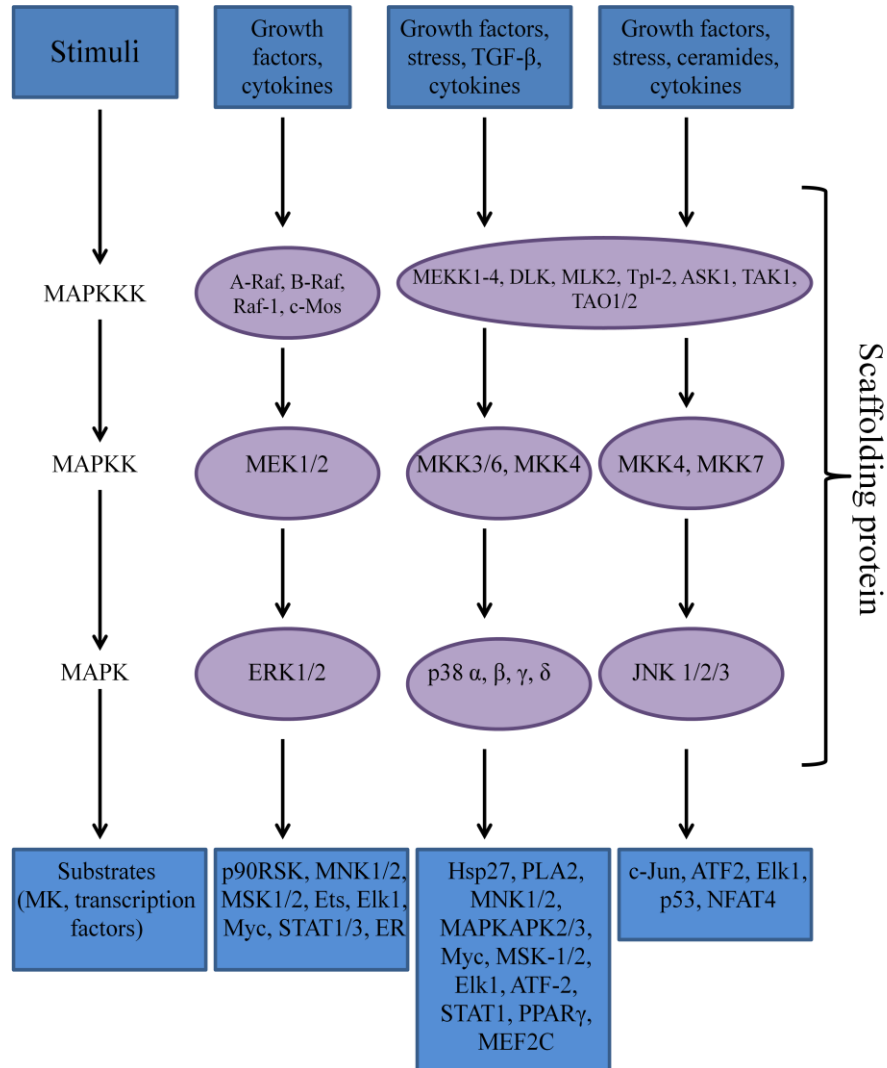 Stimuli
Growth
factors,
cytokines
Growth factors,
stress, TGF-β,
cytokines
Growth factors,
stress, ceramides,
cytokines
MAPKKK
A-Raf, B-Raf,
Raf-1, c-Mos
MEKK1-4, DLK, MLK2, Tpl-2, ASK1, TAK1,
TAO1/2
MAPKK
MEK1/2
MKK3/6, MKK4
MKK4, MKK7
MAPK
ERK1/2
p38 α, β, γ, δ
JNK 1/2/3
Scaffolding protein
Substrates
(MK, transcription
factors)
p90RSK, MNK1/2,
MSK1/2, Ets, Elk1,
Myc, STAT1/3, ER
Hsp27, PLA2,
MNK1/2,
MAPKAPK2/3,
Myc, MSK-1/2,
Elk1, ATF-2,
STAT1, PPARγ,
MEF2C
c-Jun, ATF2, Elk1,
p53, NFAT4